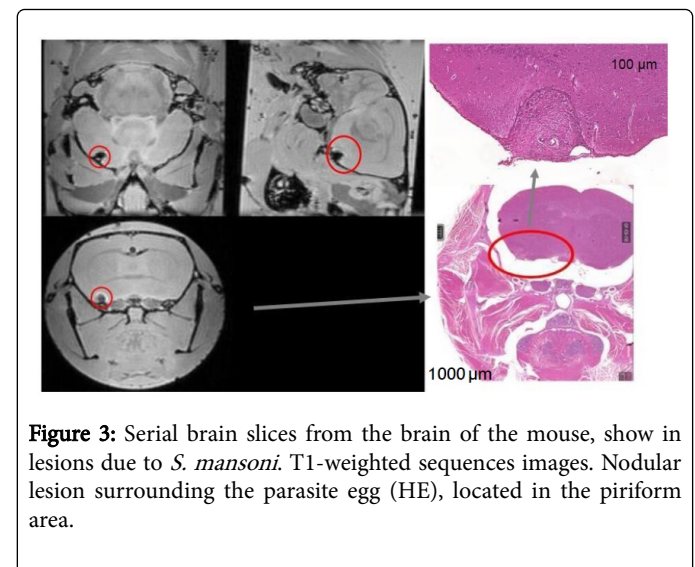 100 µm
1000 µm
Figure 3: Serial brain slices from the brain of the mouse, show in
lesions due to S. mansoni. T1-weighted sequences images. Nodular
lesion surrounding the parasite egg (HE), located in the piriform
area.